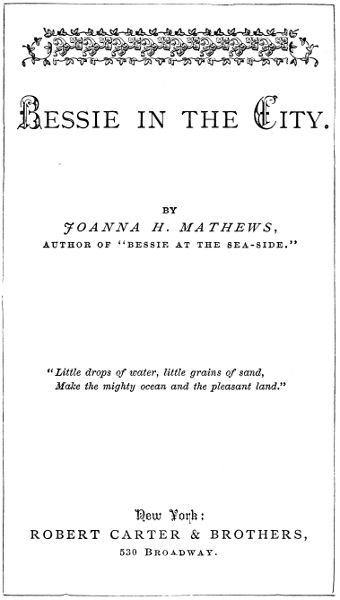 BESSIE IN THE CITY.
BY
JOANNA H. MATHEWS,
AUTHOR OF "BESSIE AT THE SEA-SIDE."
"Little drops of water, little grains of sand,
Make the mighty ocean and the pleasant land."
New York:
ROBERT CARTER & BROTHERS,
530 BROADWAY.